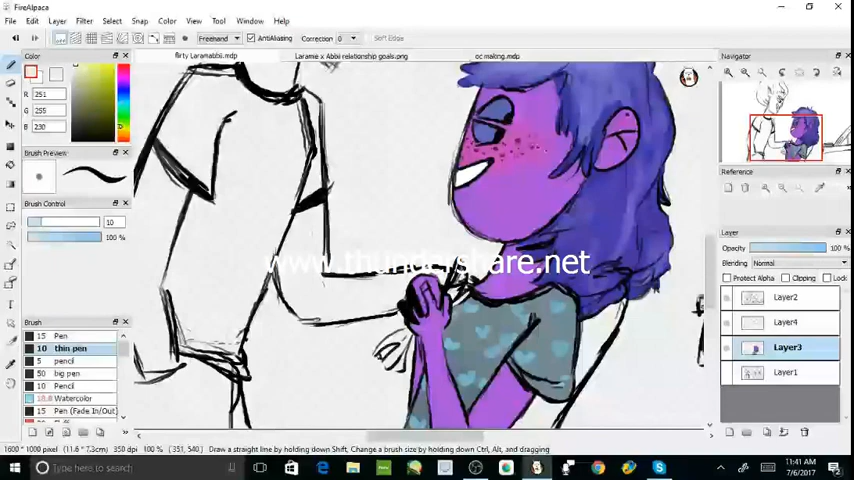 FireAlpaca
File Edit Layer Filter Select Snap Color View Tool Window Help
Freehand AntiAliasing Correction 0 Soft Edge
Color
flirty Laramabbi.mdp Laramie x Abbi relationship goals.png oc making.mdp
Navigator
R 251
G 255
B 230
Brush Preview
Reference
Brush Control
10
100 %
Layer
Opacity 100 %
Blending Normal
Protect Alpha Clipping Lock
www.thundershare.net
Layer2
Layer4
Layer3
Layer1
Brush
15 Pen
10 thin pen
5 pencil
50 big pen
10 Pencil
Watercolor
15 Pen (Fade In/Out)
1600 * 1000 pixel (11.6 * 7.3cm) 350 dpi 100 % (351, 540) Draw a straight line by holding down Shift, Change a brush size by holding down Ctrl, Alt, and dragging
Type here to search
11:41 AM
7/6/2017